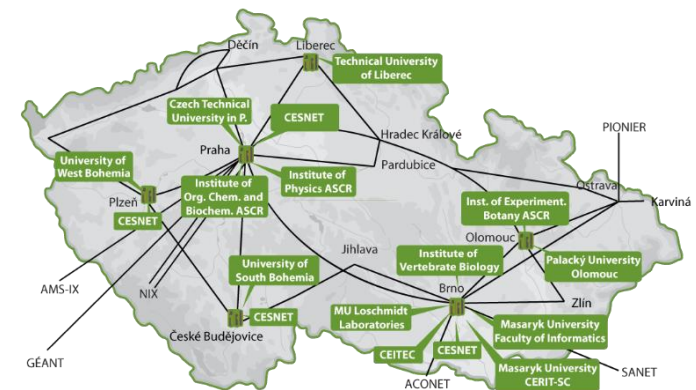 Děčín
Liberec
Technical University
of Liberec
Czech Technical
University in P.
CESNET
Hradec Králové
PIONIER
Praha
University of
West Bohemia
Institute of
Physics ASCR
Pardubice
Institute of
Org. Chem. and
Biochem. ASCR
Ostrava
Karviná
Plzeň
CESNET
Inst. of Experiment.
Botany ASCR
Olomouc
Jihlava
Institute of
Vertebrate Biology
Palacký University
Olomouc
University of
South Bohemia
AMS-IX
NIX
Brno
Zlín
CESNET
MU Loschmidt
Laboratories
Masaryk University
Faculty of Informatics
České Budějovice
CEITEC
CESNET
GÉANT
Masaryk University
CERIT-SC
SANET
ACONET